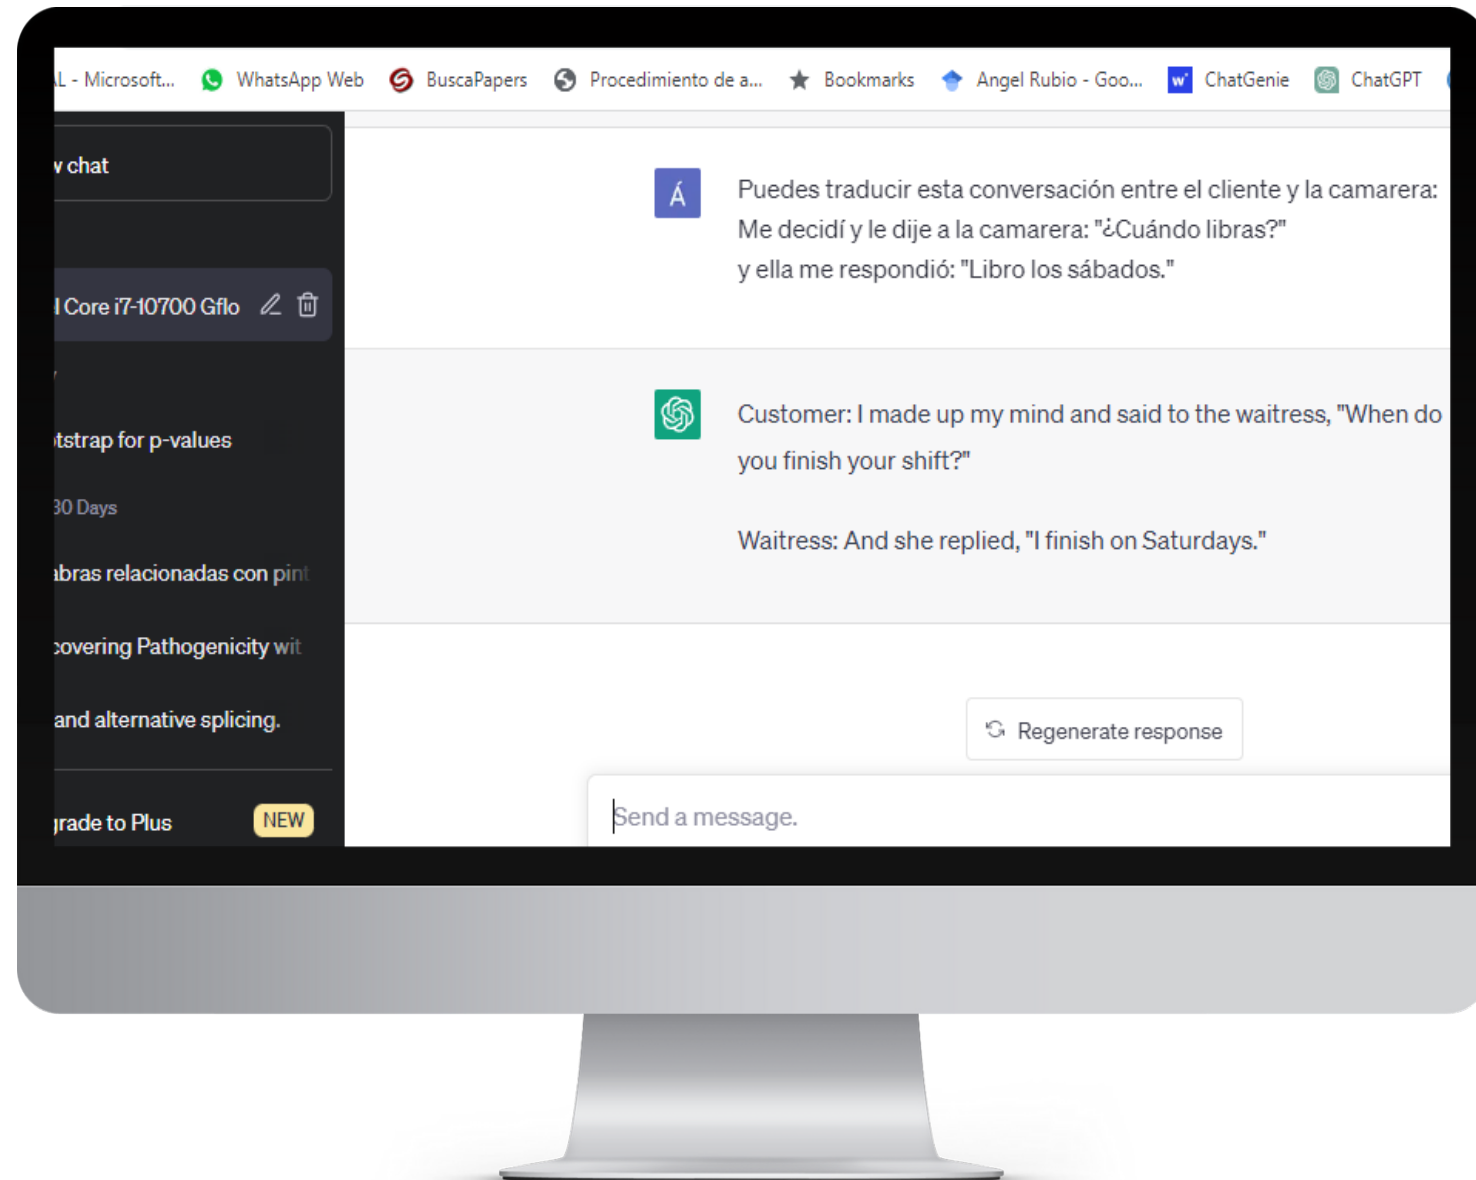 AL - Microsoft... WhatsApp Web BuscaPapers Procedimiento de a... Bookmarks Angel Rubio - Goo... w ChatGenie ChatGPT
w chat
l Core i7-10700 Gflo
tstrap for p-values
30 Days
abras relacionadas con pint
covering Pathogenicity wit
and alternative splicing.
grade to Plus NEW
Á
Puedes traducir esta conversación entre el cliente y la camarera:
Me decidí y le dije a la camarera: "¿Cuándo libras?"
y ella me respondió: "Libro los sábados."
Customer: I made up my mind and said to the waitress, "When do
you finish your shift?"
Waitress: And she replied, "I finish on Saturdays."
Regenerate response
Send a message.